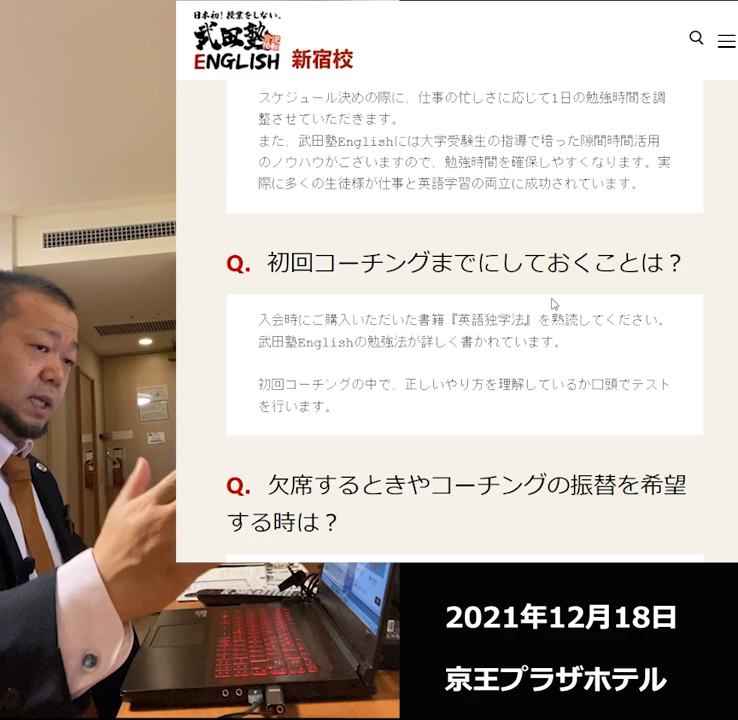 日本初！授業をしない。
武田塾
ENGLISH 新宿校
スケジュール決めの際に、仕事の忙しさに応じて1日の勉強時間を調
整させていただきます。
また、武田塾Englishには大学受験生の指導で培った隙間時間活用
のノウハウがございますので、勉強時間を確保しやすくなります。実
際に多くの生徒様が仕事と英語学習の両立に成功されています。
Q. 初回コーチングまでにしておくことは？
入会時にご購入いただいた書籍『英語独学法』を熟読してください。
武田塾Englishの勉強法が詳しく書かれています。
初回コーチングの中で、正しいやり方を理解しているか口頭でテスト
を行います。
Q. 欠席するときやコーチングの振替を希望
する時は？
2021年12月18日
京王プラザホテル